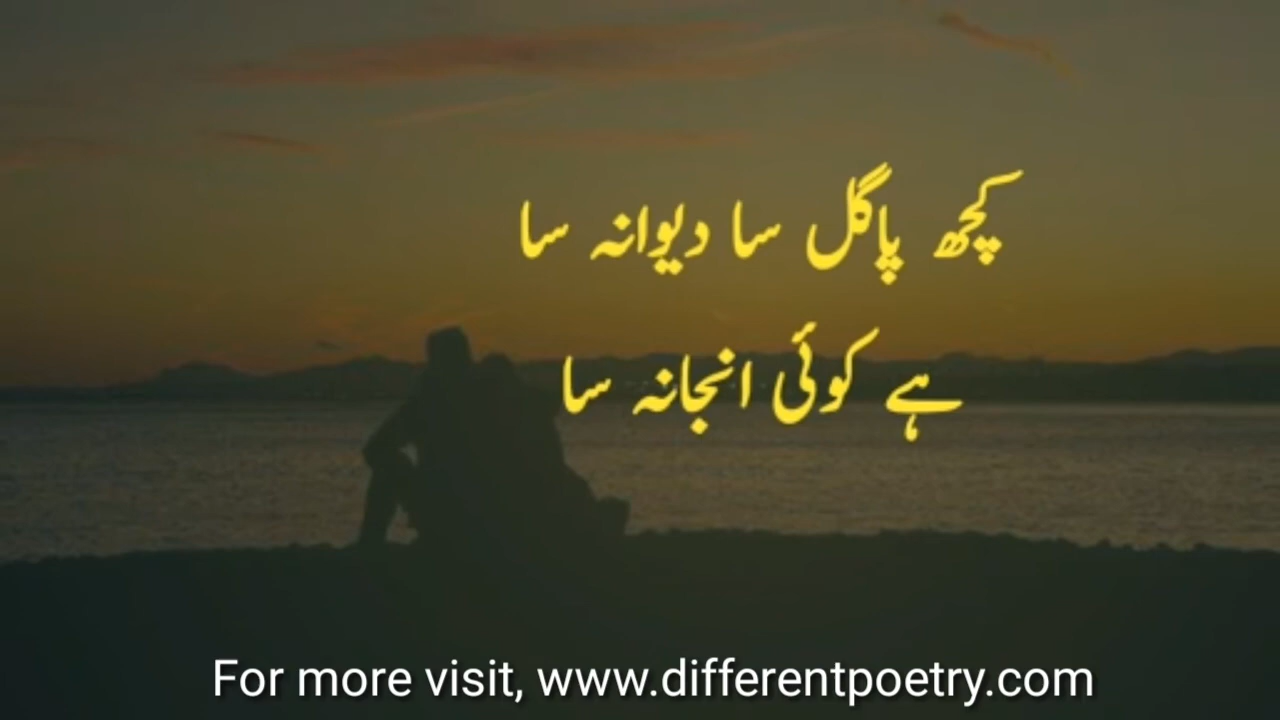 کچھ پاگل سا دیوانہ سا
ہے کوئی انجانہ سا
For more visit, www.differentpoetry.com